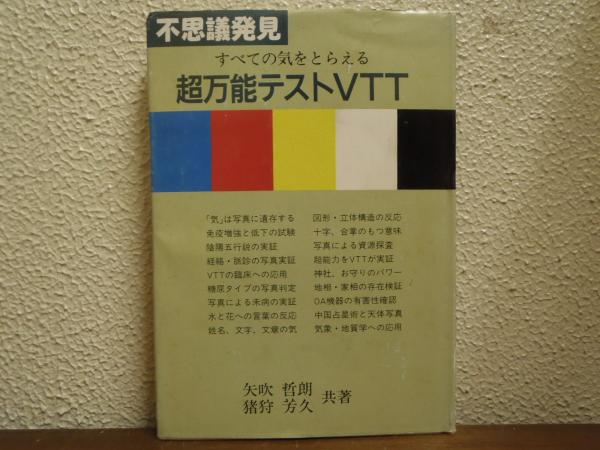 不思議発見
すべての気をとらえる
超万能テストVTT
「気」は写真に遺存する
免疫増強と低下の試験
陰陽五行鋭の実証
経絡・脈診の写真実証
VTTの臨床への応用
糖尿タイプの写真判定
写真による未病の実証
水と花への言葉の反応
姓名、文字、文章の気
図形・立体構造の反応
十字、合掌のもつ意味
写真による資源探査
超能力をVTTが実証
神社、お守りのパワー
地相・家相の存在検証
OA機器の有害性確認
中国占星術と天体写真
気象・地質学への応用
矢吹 哲朗
猪狩 芳久
共著